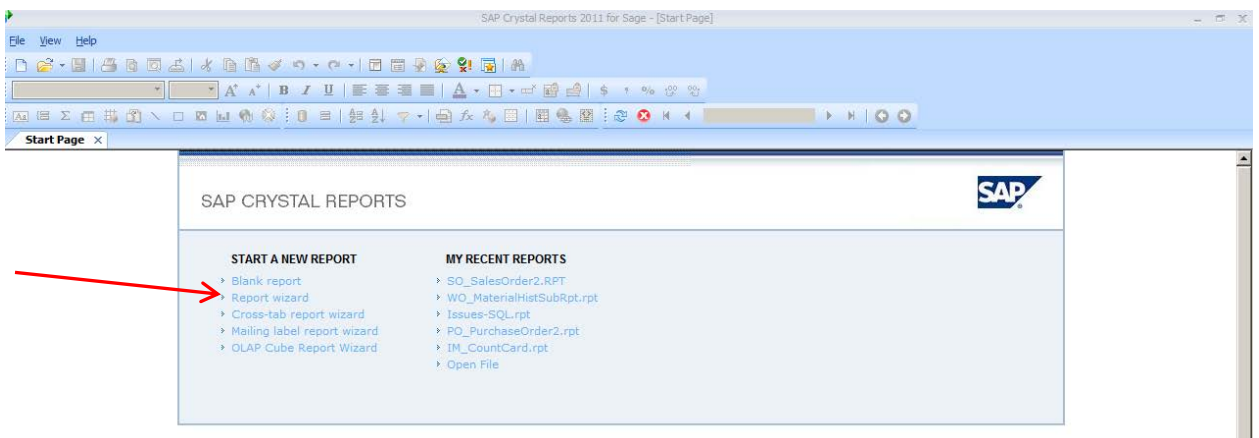 SAP Crystal Reports 2011 for Sage - [Start Page]
File View Help
Start Page
SAP CRYSTAL REPORTS
SAP
START A NEW REPORT
Blank report
Report wizard
Cross-tab report wizard
Mailing label report wizard
OLAP Cube Report Wizard
MY RECENT REPORTS
SO_SalesOrder2.RPT
WO_MaterialHistSubRpt.rpt
Issues-SQL.rpt
PO_PurchaseOrder2.rpt
IM_CountCard.rpt
Open File